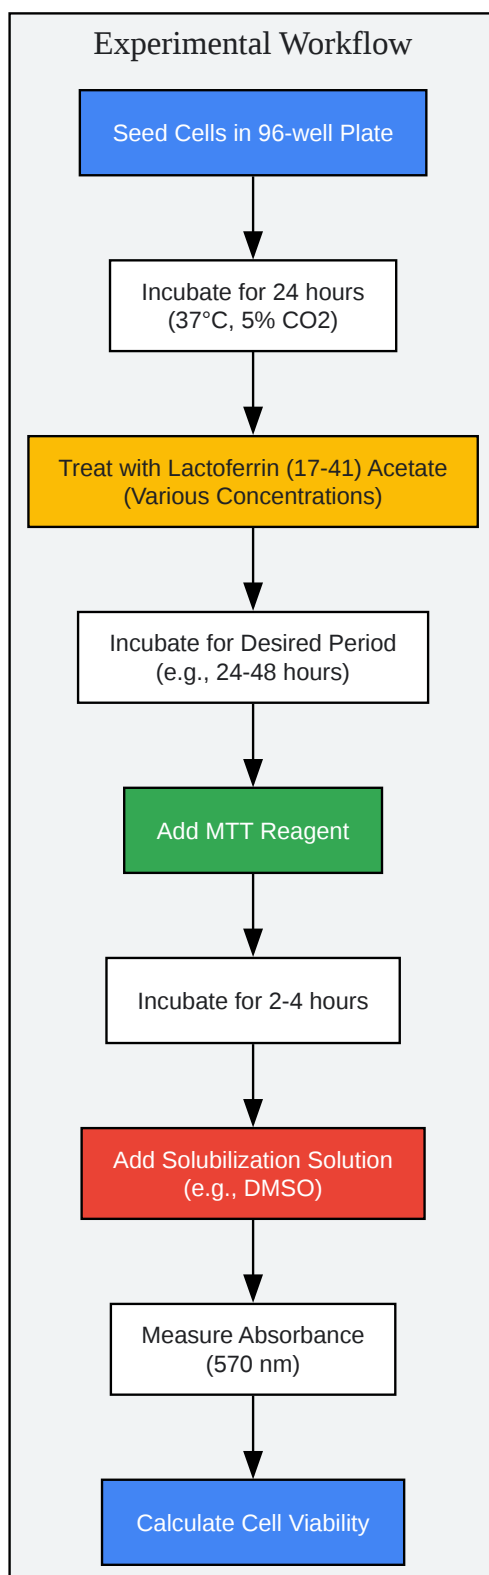 Experimental Workflow
Seed Cells in 96-well Plate
Incubate for 24 hours
(37°C, 5% CO2)
Treat with Lactoferrin (17-41) Acetate
(Various Concentrations)
Incubate for Desired Period
(e.g., 24-48 hours)
Add MTT Reagent
Incubate for 2-4 hours
Add Solubilization Solution
(e.g., DMSO)
Measure Absorbance
(570 nm)
Calculate Cell Viability